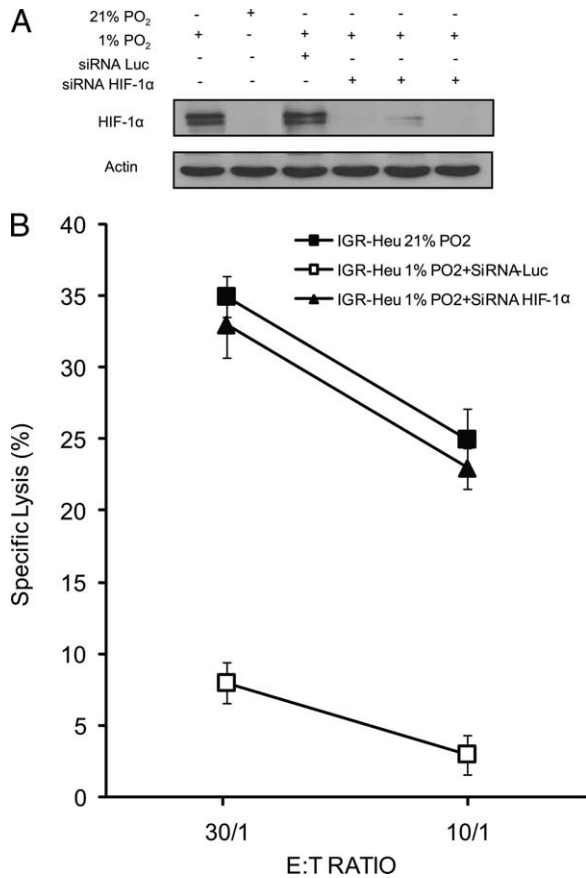 A
21% PO₂ - + - - - -
1% PO₂ + - + + + +
siRNA Luc - - + - - -
siRNA HIF-1α - - - + + +
HIF-1α
Actin
B
40
35
30
25
20
15
10
5
0
Specific Lysis (%)
IGR-Heu 21% PO2
IGR-Heu 1% PO2+SiRNA-Luc
IGR-Heu 1% PO2+SiRNA HIF-1α
30/1 10/1
E:T RATIO